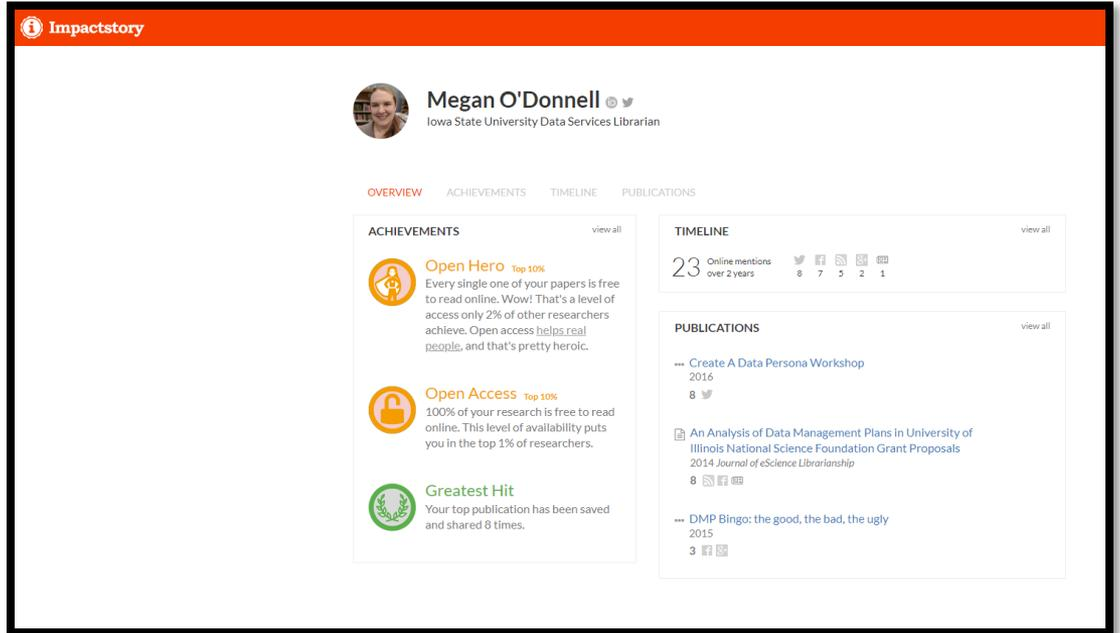 Impactstory
Megan O'Donnell
Iowa State University Data Services Librarian
OVERVIEW ACHIEVEMENTS TIMELINE PUBLICATIONS
ACHIEVEMENTS view all
Open Hero Top 10%
Every single one of your papers is free
to read online. Wow! That's a level of
access only 2% of other researchers
achieve. Open access helps real
people, and that's pretty heroic.
Open Access Top 10%
100% of your research is free to read
online. This level of availability puts
you in the top 1% of researchers.
Greatest Hit
Your top publication has been saved
and shared 8 times.
TIMELINE view all
23 Online mentions
over 2 years
8 7 5 2 1
PUBLICATIONS view all
Create A Data Persona Workshop
2016
8
An Analysis of Data Management Plans in University of
Illinois National Science Foundation Grant Proposals
2014 Journal of eScience Librarianship
8
DMP Bingo: the good, the bad, the ugly
2015
3